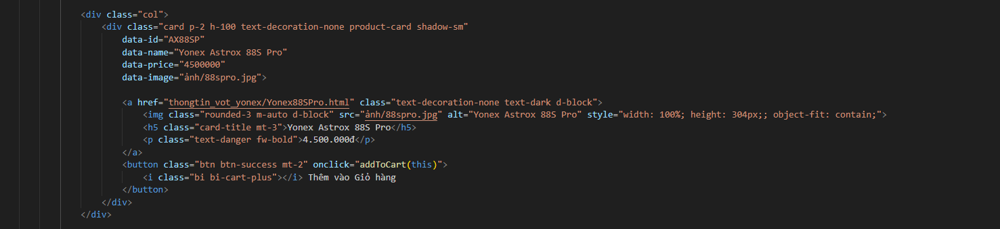 <div class="col">
<div class="card p-2 h-100 text-decoration-none product-card shadow-sm"
data-id="AX88SP"
data-name="Yonex Astrox 88S Pro"
data-price="4500000"
data-image="ảnh/88spro.jpg">
<a href="thongtin_vot_yonex/Yonex88SPro.html" class="text-decoration-none text-dark d-block">
<img class="rounded-3 m-auto d-block" src="ảnh/88spro.jpg" alt="Yonex Astrox 88S Pro" style="width: 100%; height: 304px;; object-fit: contain;">
<h5 class="card-title mt-3">Yonex Astrox 88S Pro</h5>
<p class="text-danger fw-bold">4.500.000đ</p>
</a>
<button class="btn btn-success mt-2" onclick="addToCart(this)">
<i class="bi bi-cart-plus"></i> Thêm vào Giỏ hàng
</button>
</div>
</div>